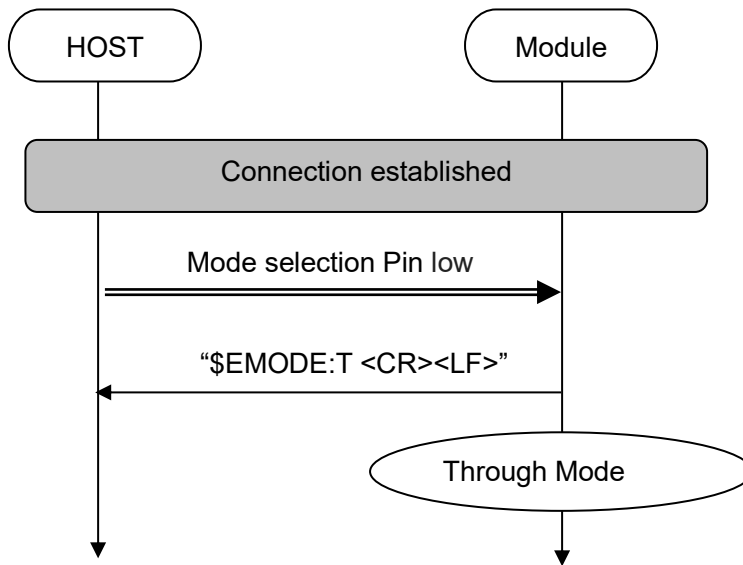 HOST
Module
Connection established
Mode selection Pin low
“$EMODE:T <CR><LF>”
Through Mode